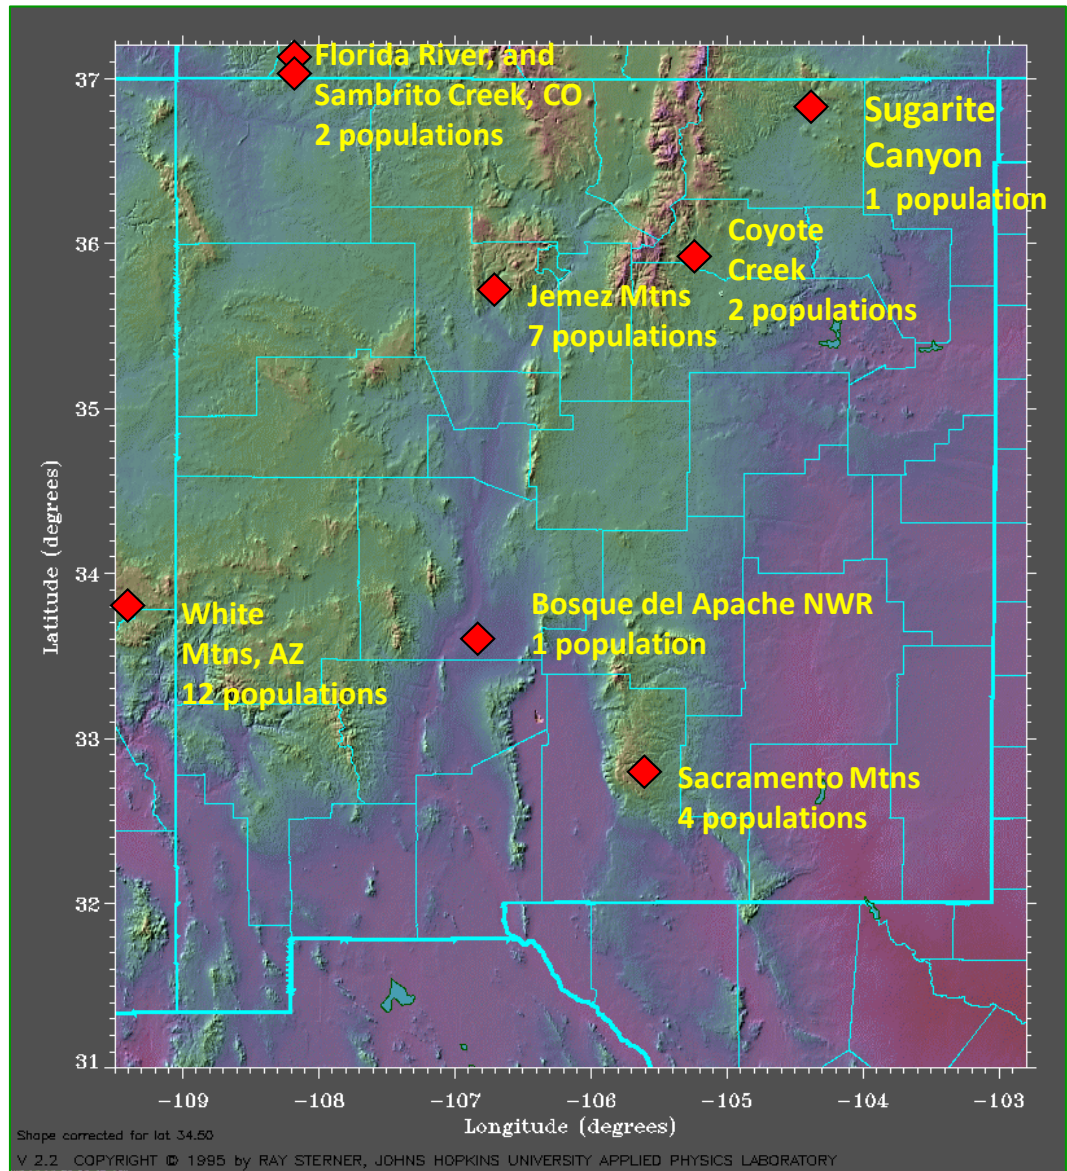 Florida River, and
Sambrito Creek, CO
2 populations
Sugarite
Canyon
1 population
Coyote
Creek
2 populations
Jemez Mtns
7 populations
White
Mtns, AZ
12 populations
Bosque del Apache NWR
1 population
Sacramento Mtns
4 populations
37
36
35
34
33
32
31
Latitude (degrees)
-109
-108
-107
-106
-105
-104
-103
Longitude (degrees)
Shape corrected for lat 34.50
V 2.2 COPYRIGHT © 1995 by RAY STERNER, JOHNS HOPKINS UNIVERSITY APPLIED PHYSICS LABORATORY